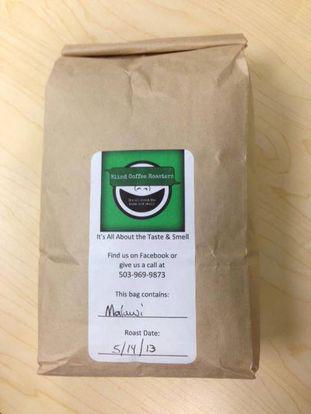 Blind Coffee Roasters
It's All About the Taste & Smell
Find us on Facebook or
give us a call at
503-969-9873
This bag contains:
Malawi
Roast Date:
5/14/13